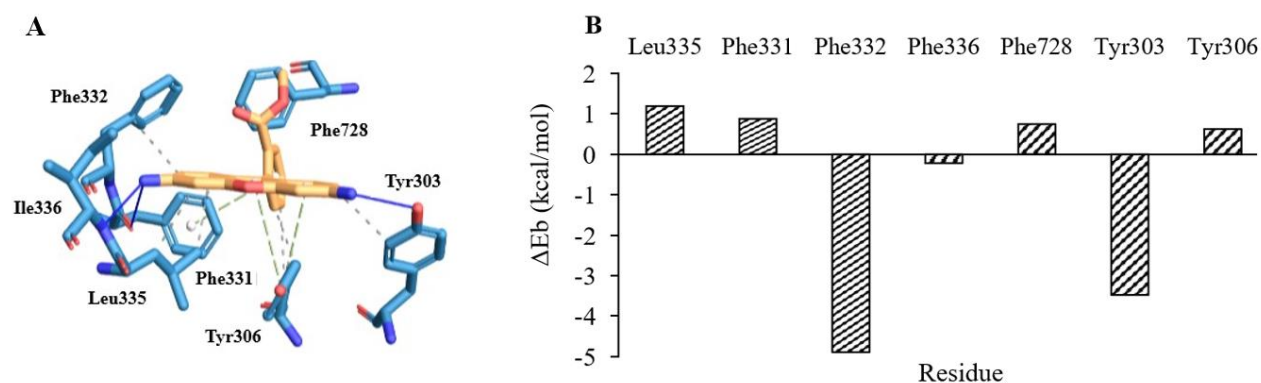 A
Phe332
Phe728
Tyr303
Ile336
Phe331
Leu335
Tyr306
B
Leu335 Phe331 Phe332 Phe336 Phe728 Tyr303 Tyr306
2
1
0
-1
-2
-3
-4
-5
ΔEb (kcal/mol)
Residue